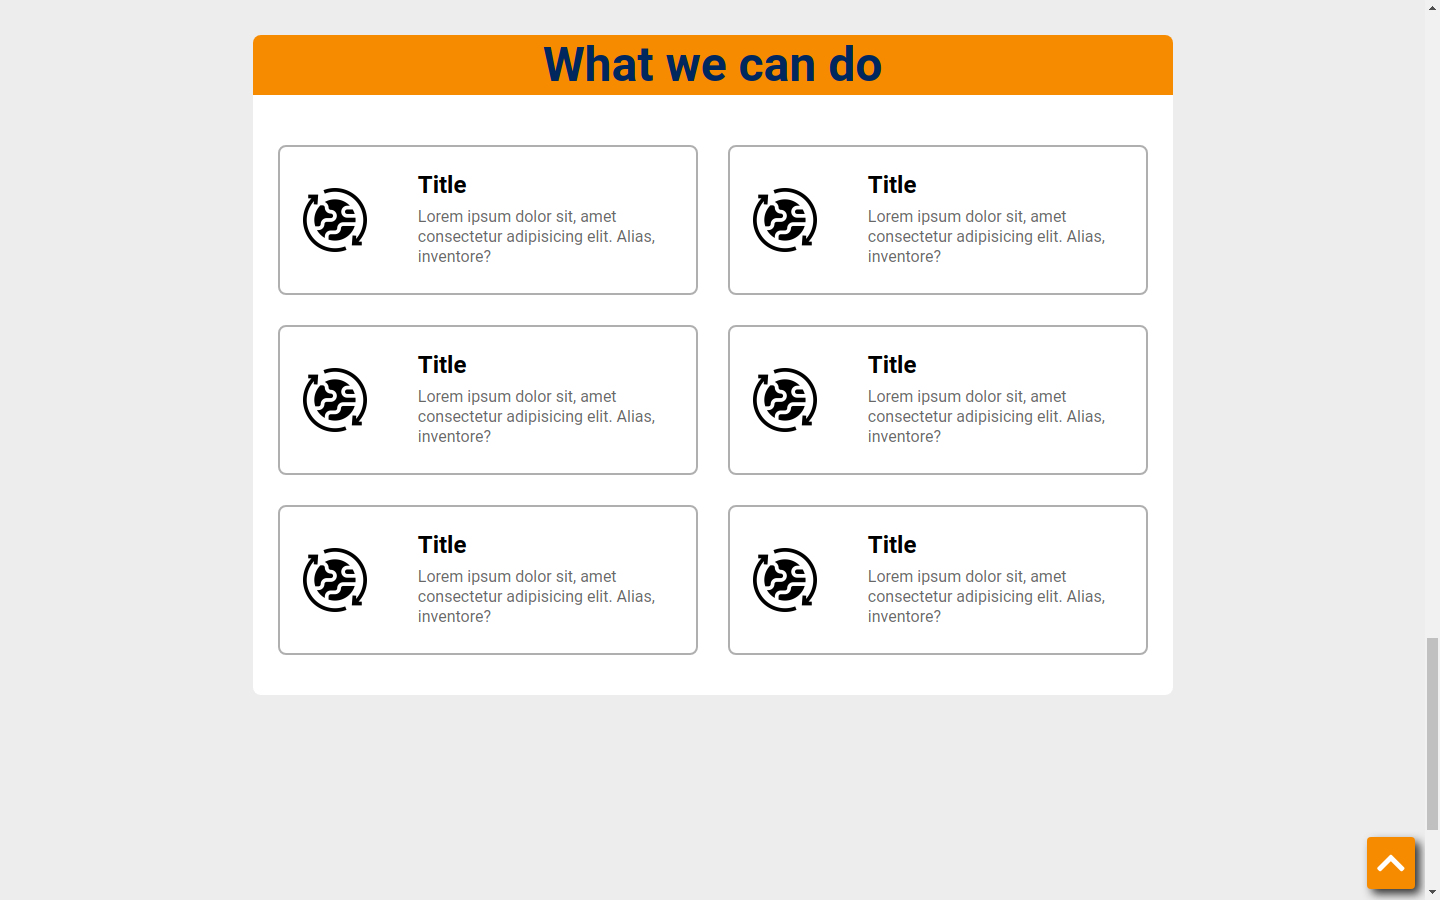 What we can do
Title
Lorem ipsum dolor sit, amet
consectetur adipisicing elit. Alias,
inventore?
Title
Lorem ipsum dolor sit, amet
consectetur adipisicing elit. Alias,
inventore?
Title
Lorem ipsum dolor sit, amet
consectetur adipisicing elit. Alias,
inventore?
Title
Lorem ipsum dolor sit, amet
consectetur adipisicing elit. Alias,
inventore?
Title
Lorem ipsum dolor sit, amet
consectetur adipisicing elit. Alias,
inventore?
Title
Lorem ipsum dolor sit, amet
consectetur adipisicing elit. Alias,
inventore?